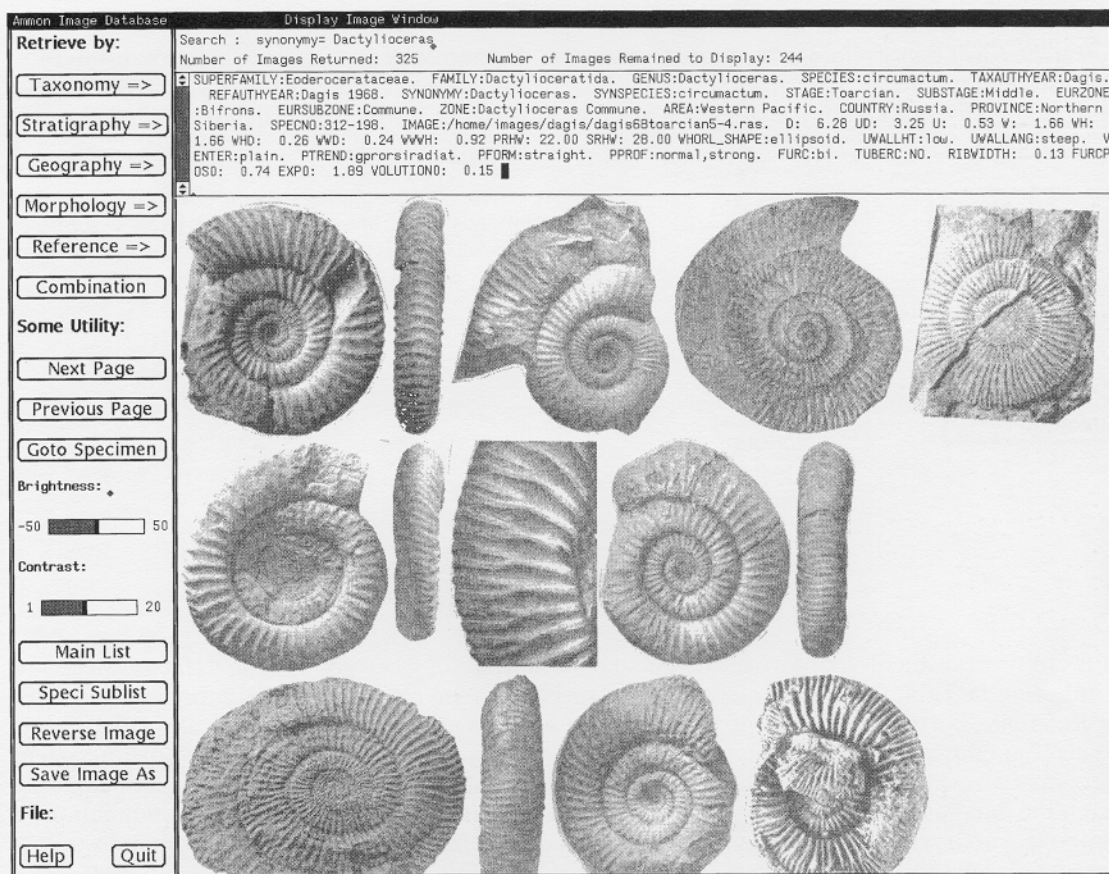 Ammon Image Database
Display Image Window
Retrieve by:
Taxonomy =>
Stratigraphy =>
Geography =>
Morphology =>
Reference =>
Combination
Some Utility:
Next Page
Previous Page
Goto Specimen
Brightness:
-50 50
Contrast:
1 20
Main List
Speci Sublist
Reverse Image
Save Image As
File:
Help Quit
Search : synonymy= Dactylioceras
Number of Images Returned: 325 Number of Images Remained to Display: 244
SUPERFAMILY:Eoderocerataceae. FAMILY:Dactylioceratida. GENUS:Dactylioceras. SPECIES:circumactum. TAXAUTHYEAR:Dagis.
REFAUTHYEAR:Dagis 1968. SYNONYMY:Dactylioceras. SYNSPECIES:circumactum. STAGE:Toarcian. SUBSTAGE:Middle. EURZONE
:Bifrons. EURSUBZONE:Commune. ZONE:Dactylioceras Commune. AREA:Western Pacific. COUNTRY:Russia. PROVINCE:Northern
Siberia. SPECNO:312-198. IMAGE:/home/images/dagis/dagis68toarcian5-4.ras. D: 6.28 UD: 3.25 U: 0.53 W: 1.66 WH:
1.66 WHD: 0.26 WWD: 0.24 WWWH: 0.92 PRHW: 22.00 SRHW: 28.00 WHORL_SHAPE:ellipsoid. UWALLHT:low. UWALLANG:steep. V
ENTER:plain. PTREND:gprorsiradiat. PFORM:straight. PPROF:normal,strong. FURC:bi. TUBERC:NO. RIBWIDTH: 0.13 FURCP
OSO: 0.74 EXPO: 1.89 VOLUTIONO: 0.15